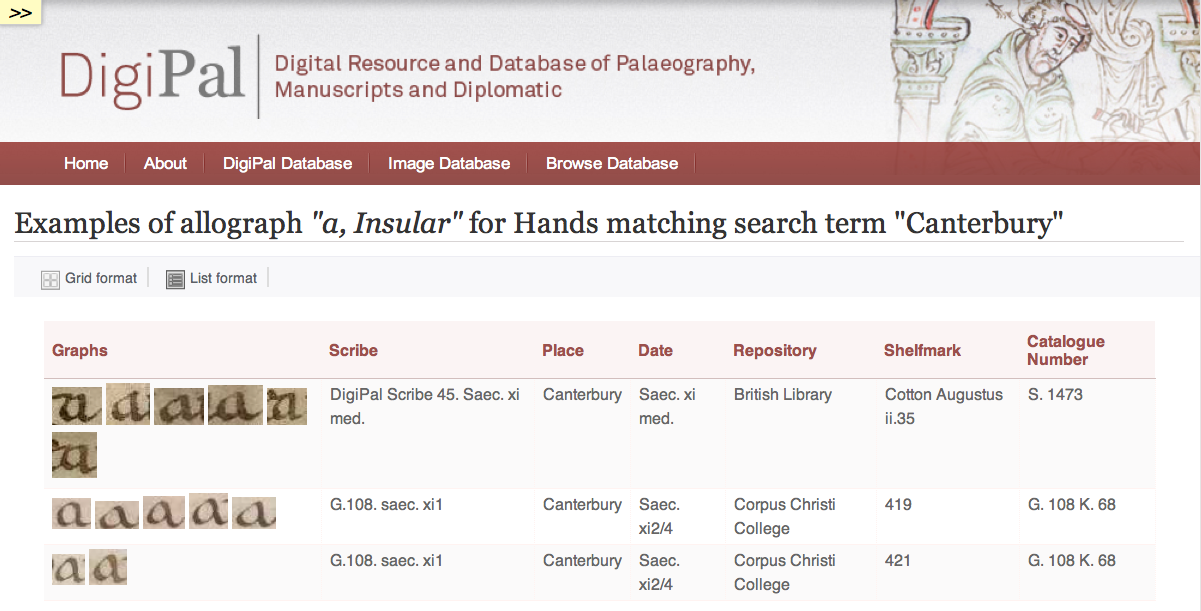 >>
DigiPal
Digital Resource and Database of Palaeography,
Manuscripts and Diplomatic
Home About DigiPal Database Image Database Browse Database
Examples of allograph "a, Insular" for Hands matching search term "Canterbury"
Grid format List format
Graphs Scribe Place Date Repository Shelfmark Catalogue
Number
a a a a a DigiPal Scribe 45. Saec. xi Canterbury Saec. xi British Library Cotton Augustus S. 1473
med. med. ii.35
a
a a a a a G.108. saec. xi1 Canterbury Saec. Corpus Christi 419 G. 108 K. 68
xi2/4 College
a a G.108. saec. xi1 Canterbury Saec. Corpus Christi 421 G. 108 K. 68
xi2/4 College